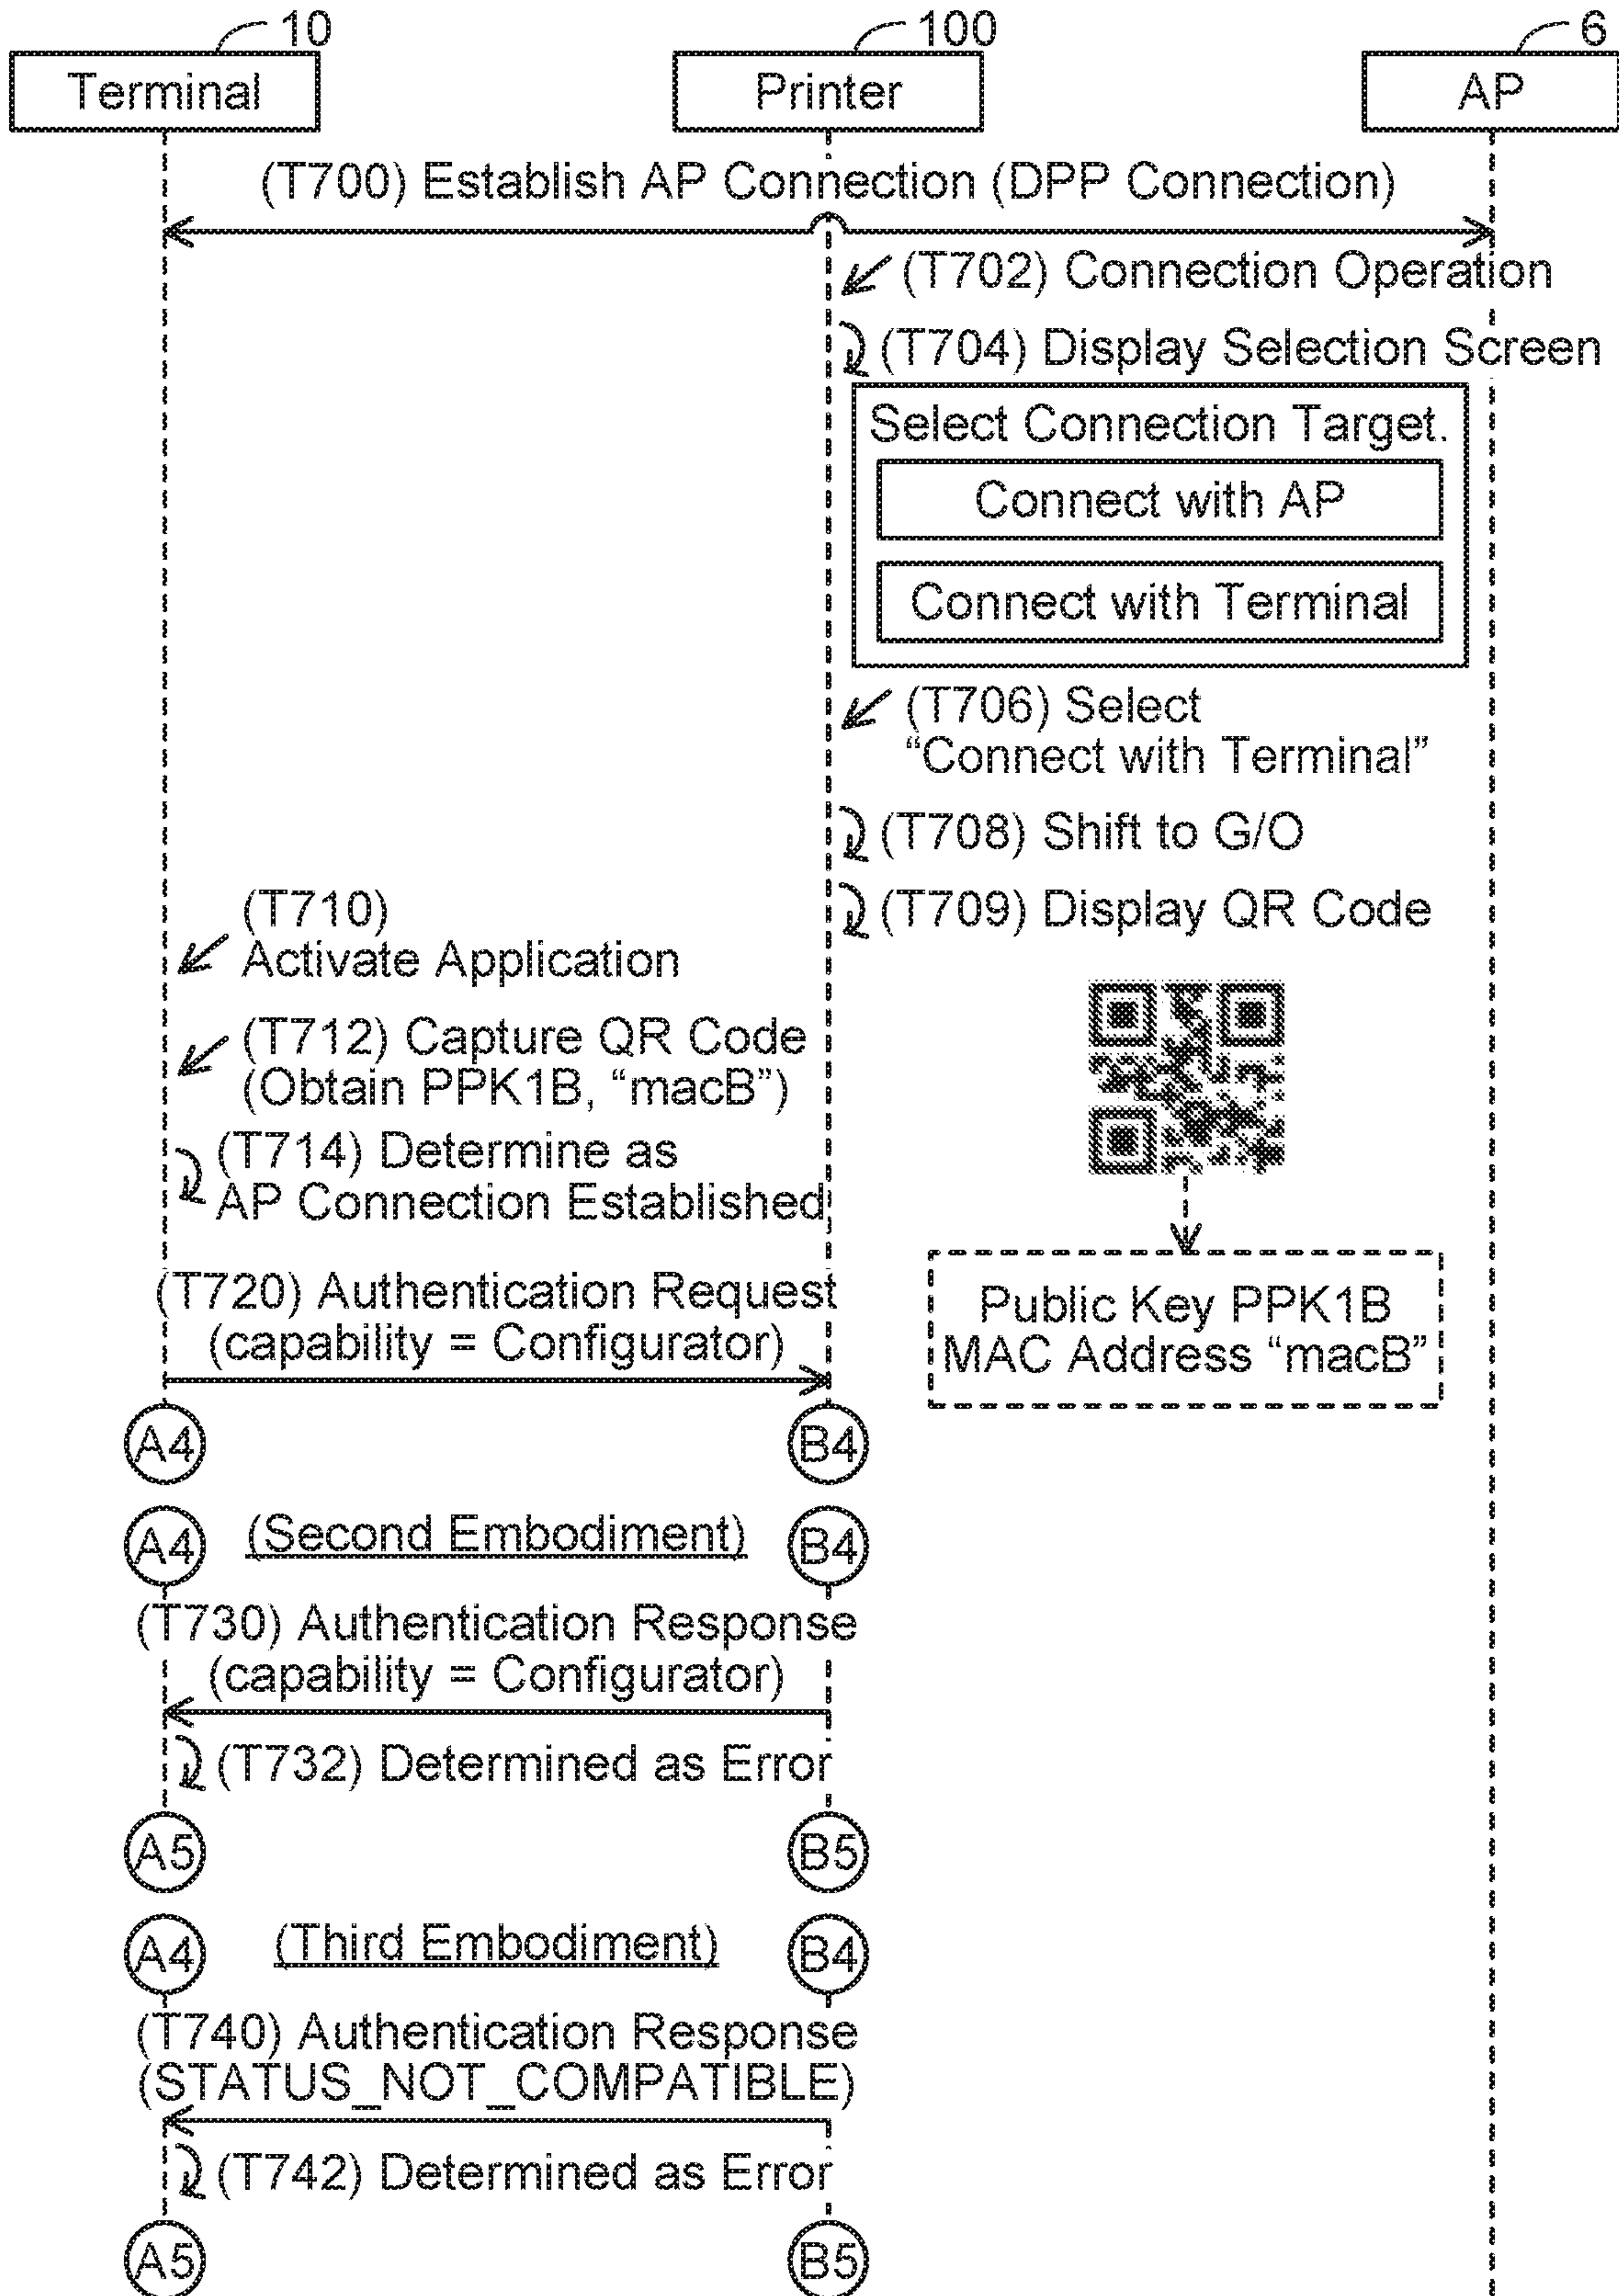 10
100
6
Terminal
Printer
AP
(T700) Establish AP Connection (DPP Connection)
(T702) Connection Operation
(T704) Display Selection Screen
Select Connection Target.
Connect with AP
Connect with Terminal
(T706) Select
“Connect with Terminal”
(T708) Shift to G/O
(T709) Display QR Code
(T710)
Activate Application
(T712) Capture QR Code
(Obtain PPK1B, “macB”)
(T714) Determine as
AP Connection Established
Public Key PPK1B
MAC Address “macB”
(T720) Authentication Request
(capability = Configurator)
A4
B4
A4
(Second Embodiment)
B4
(T730) Authentication Response
(capability = Configurator)
(T732) Determined as Error
A5
B5
A4
(Third Embodiment)
B4
(T740) Authentication Response
(STATUS_NOT_COMPATIBLE)
(T742) Determined as Error
A5
B5